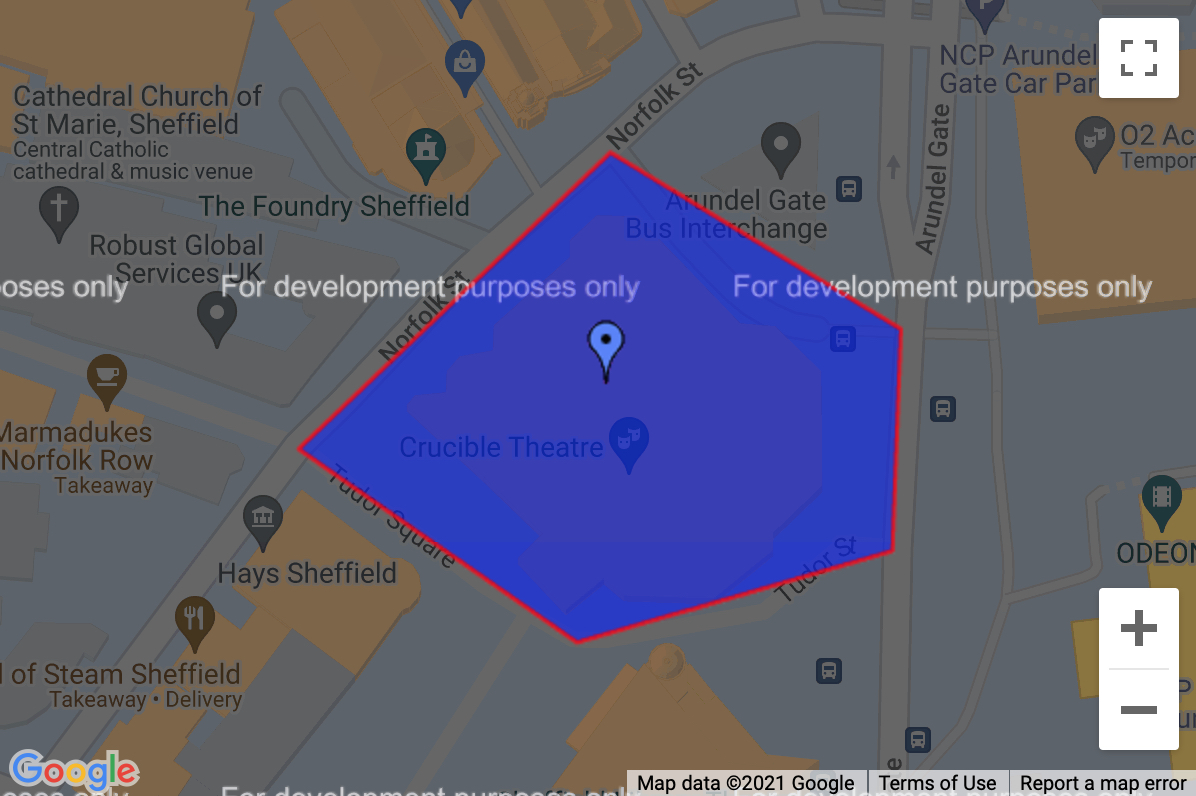 NCP Arundel
Gate Car Par
Cathedral Church of
St Marie, Sheffield
Central Catholic
cathedral & music venue
Norfolk St
Arundel Gate
O2 Ac
Tempor
The Foundry Sheffield
Arundel Gate
Bus Interchange
Robust Global
Services UK
oses only
For development purposes only
For development purposes only
Norfolk St
Marmadukes
Norfolk Row
Takeaway
Crucible Theatre
Tudor Square
Tudor St
ODEON
Hays Sheffield
l of Steam Sheffield
Takeaway • Delivery
Google
Map data ©2021 Google
Terms of Use
Report a map error